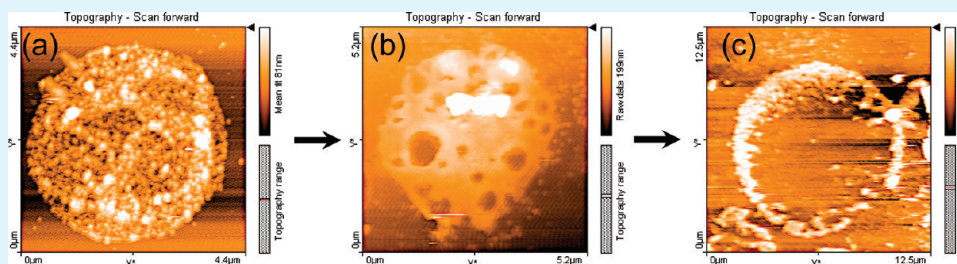 Topography - Scan forward
(a)
4.4µm
0µm
0µm
4.4µm
Mean fit 81nm
Topography range
Topography - Scan forward
(b)
5.2µm
Y*
0µm
0µm
5.2µm
Raw data 199nm
Topography range
Topography - Scan forward
(c)
12.5µm
Y*
0µm
0µm
12.5µm